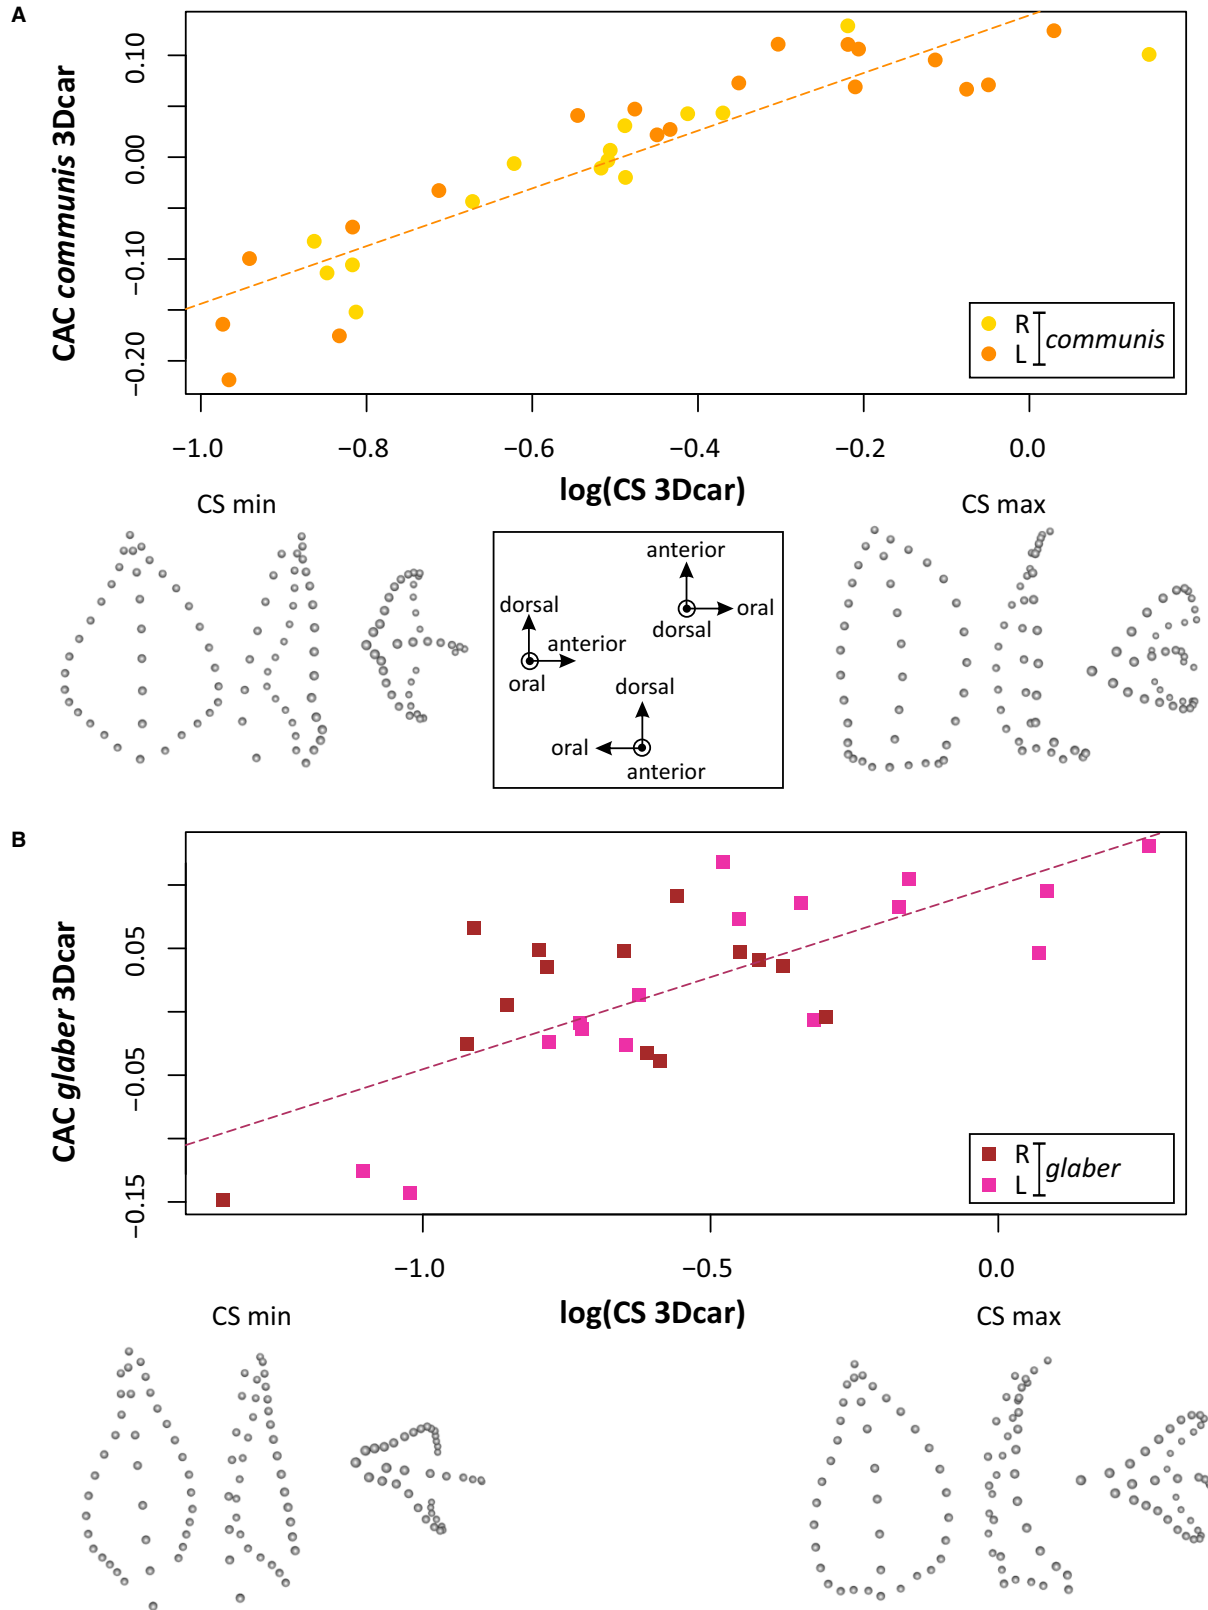 A
CAC communis 3Dcar
0.10
0.00
−0.10
−0.20
R
L
communis
−1.0 −0.8 −0.6 −0.4 −0.2 0.0
log(CS 3Dcar)
CS min
CS max
anterior
oral
dorsal
dorsal
anterior
oral
dorsal
oral
anterior
B
CAC glaber 3Dcar
0.05
−0.05
−0.15
R
L
glaber
−1.0 −0.5 0.0
log(CS 3Dcar)
CS min
CS max